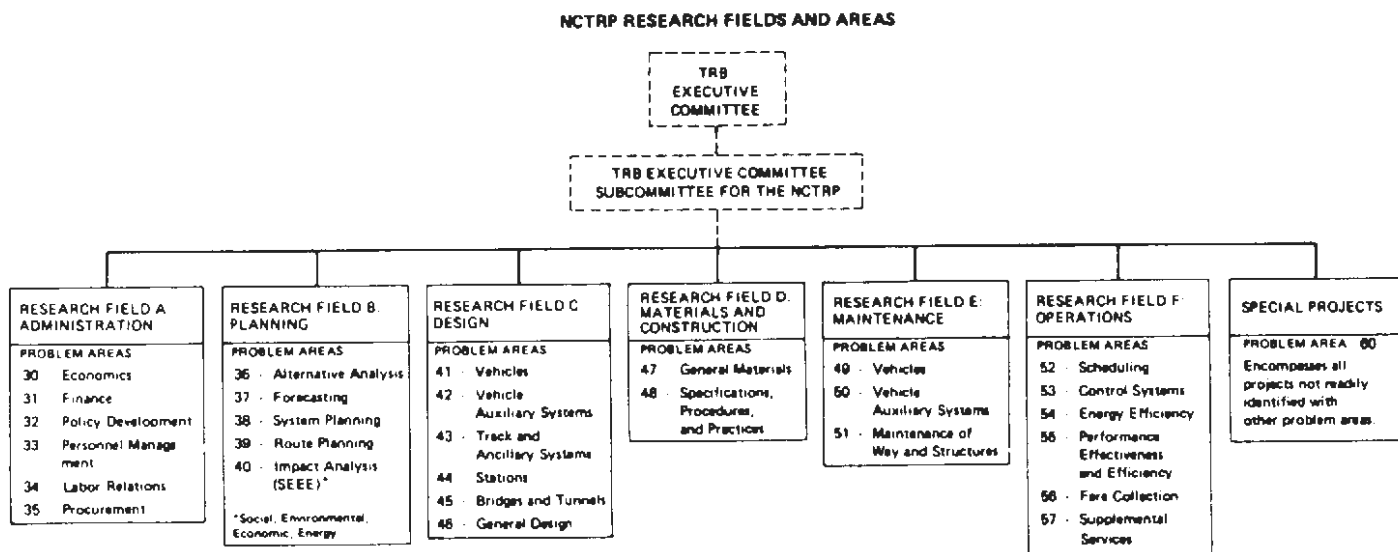 NCTRP RESEARCH FIELDS AND AREAS
TRB
EXECUTIVE
COMMITTEE
TRB EXECUTIVE COMMITTEE
SUBCOMMITTEE FOR THE NCTRP
RESEARCH FIELD A
ADMINISTRATION
PROBLEM AREAS
30 Economics
31 Finance
32 Policy Development
33 Personnel Manage
ment
34 Labor Relations
35 Procurement
RESEARCH FIELD B:
PLANNING
PROBLEM AREAS
36 - Alternative Analysis
37 - Forecasting
38 - System Planning
39 - Route Planning
40 - Impact Analysis
(SEEE)*
*Social, Environmental,
Economic, Energy
RESEARCH FIELD C
DESIGN
PROBLEM AREAS
41 - Vehicles
42 - Vehicle
Auxiliary Systems
43 - Track and
Ancillary Systems
44 Stations
45 - Bridges and Tunnels
46 - General Design
RESEARCH FIELD D:
MATERIALS AND
CONSTRUCTION
PROBLEM AREAS
47 General Materials
48 - Specifications,
Procedures,
and Practices
RESEARCH FIELD E:
MAINTENANCE
PROBLEM AREAS
49 - Vehicles
50 - Vehicle
Auxiliary Systems
51 - Maintenance of
Way and Structures
RESEARCH FIELD F:
OPERATIONS
PROBLEM AREAS
52 - Scheduling
53 - Control Systems
54 - Energy Efficiency
55 - Performance
Effectiveness
and Efficiency
56 - Fare Collection
57 - Supplemental
Services
SPECIAL PROJECTS
PROBLEM AREA 60
Encompasses all
projects not readily
identified with
other problem areas.